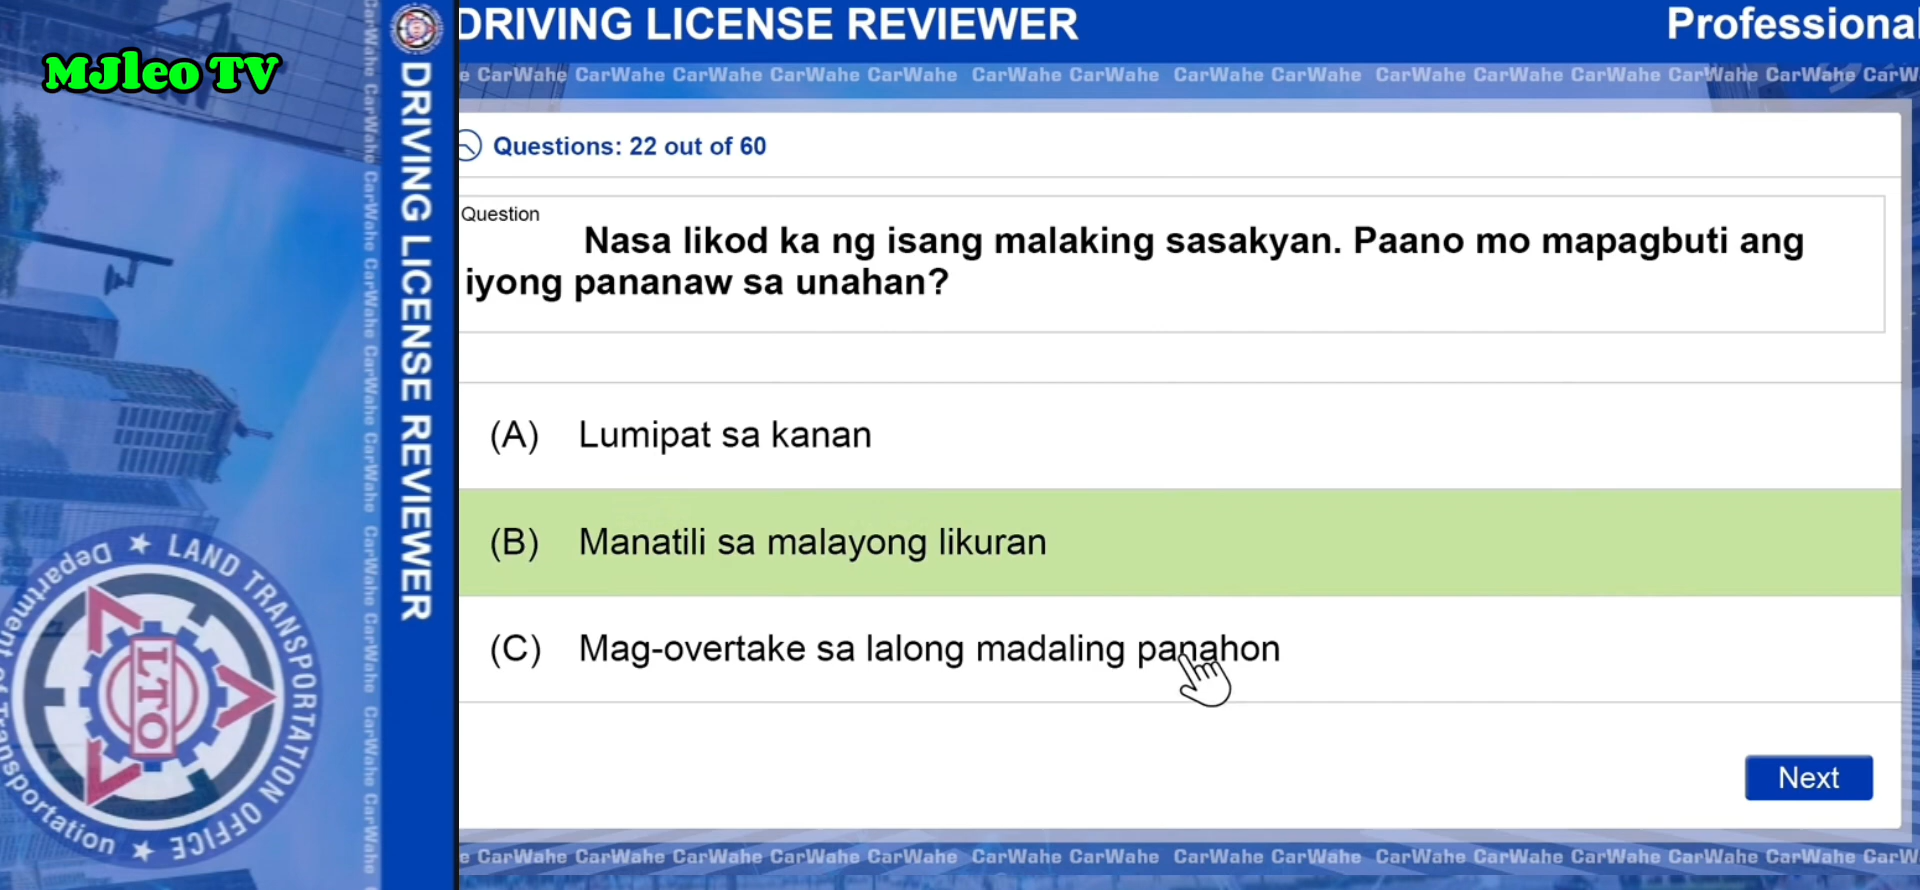 MJleo TV
DRIVING LICENSE REVIEWER
LAND TRANSPORTATION OFFICE
Department of Transportation
LTO
DRIVING LICENSE REVIEWER
Professional
CarWahe CarWahe CarWahe CarWahe CarWahe CarWahe CarWahe CarWahe CarWahe CarWahe CarWahe CarWahe CarWahe CarWahe
Questions: 22 out of 60
Question
Nasa likod ka ng isang malaking sasakyan. Paano mo mapagbuti ang
iyong pananaw sa unahan?
(A) Lumipat sa kanan
(B) Manatili sa malayong likuran
(C) Mag-overtake sa lalong madaling panahon
Next
CarWahe CarWahe CarWahe CarWahe CarWahe CarWahe CarWahe CarWahe CarWahe CarWahe CarWahe CarWahe CarWahe CarWahe